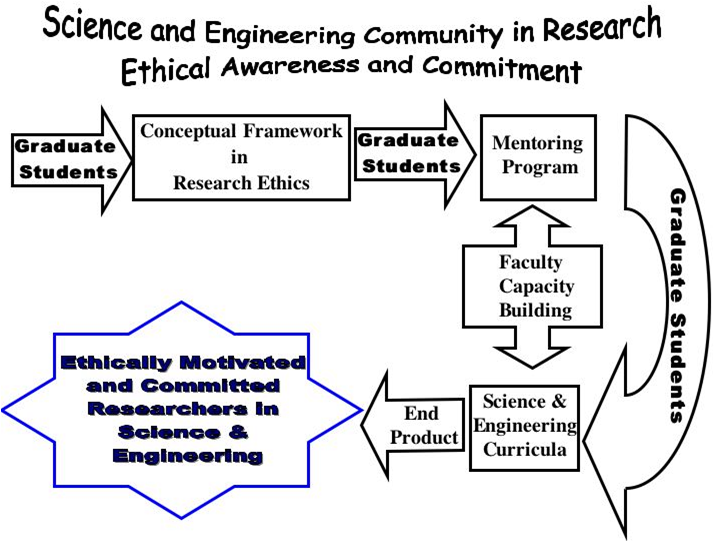 Science and Engineering Community in Research
Ethical Awareness and Commitment
Graduate
Students
Conceptual Framework
in
Research Ethics
Graduate
Students
Mentoring
Program
Graduate Students
Faculty
Capacity
Building
Science &
Engineering
Curricula
End
Product
Ethically Motivated
and Committed
Researchers in
Science &
Engineering